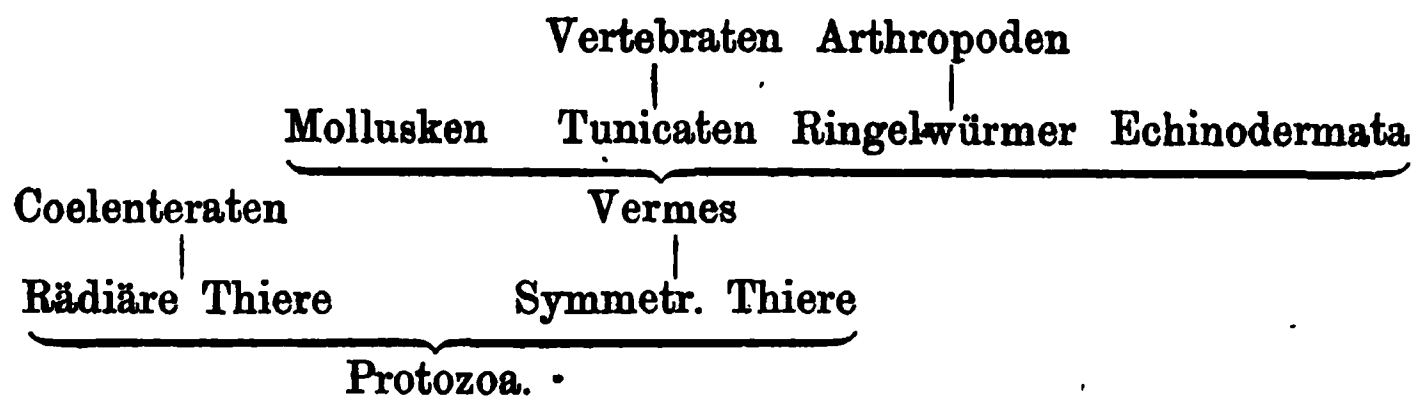 Vertebraten Arthropoden
Mollusken Tunicaten Ringelwürmer Echinodermata
Coelenteraten Vermes
Rädiäre Thiere Symmetr. Thiere
Protozoa.